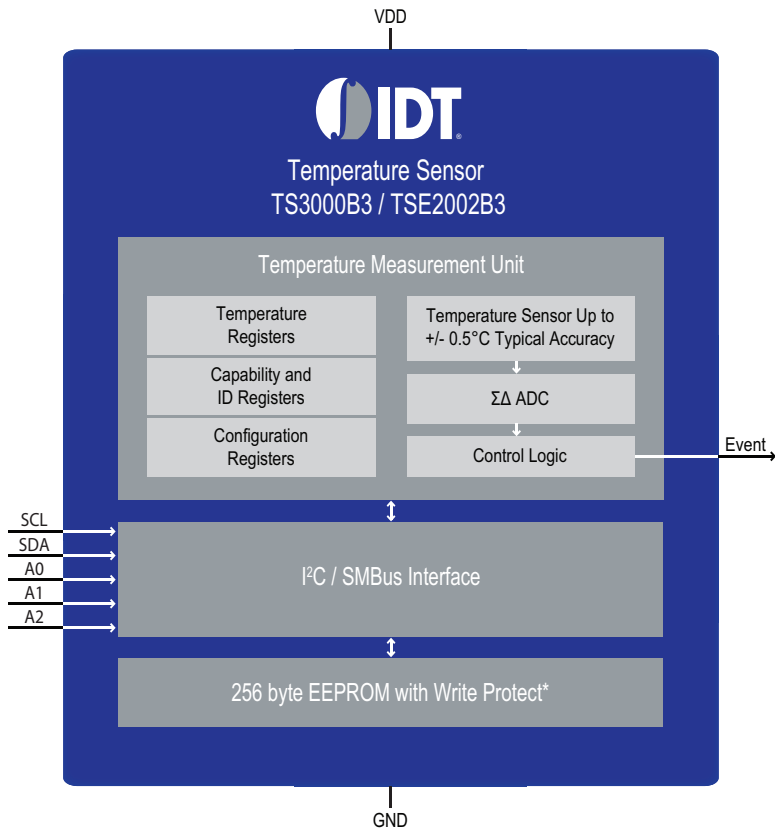 VDD
IDT
Temperature Sensor
TS3000B3 / TSE2002B3
Temperature Measurement Unit
Temperature
Registers
Capability and
ID Registers
Configuration
Registers
Temperature Sensor Up to
+/- 0.5°C Typical Accuracy
ΣΔ ADC
Control Logic
Event
SCL
SDA
A0
A1
A2
I²C / SMBus Interface
256 byte EEPROM with Write Protect*
GND